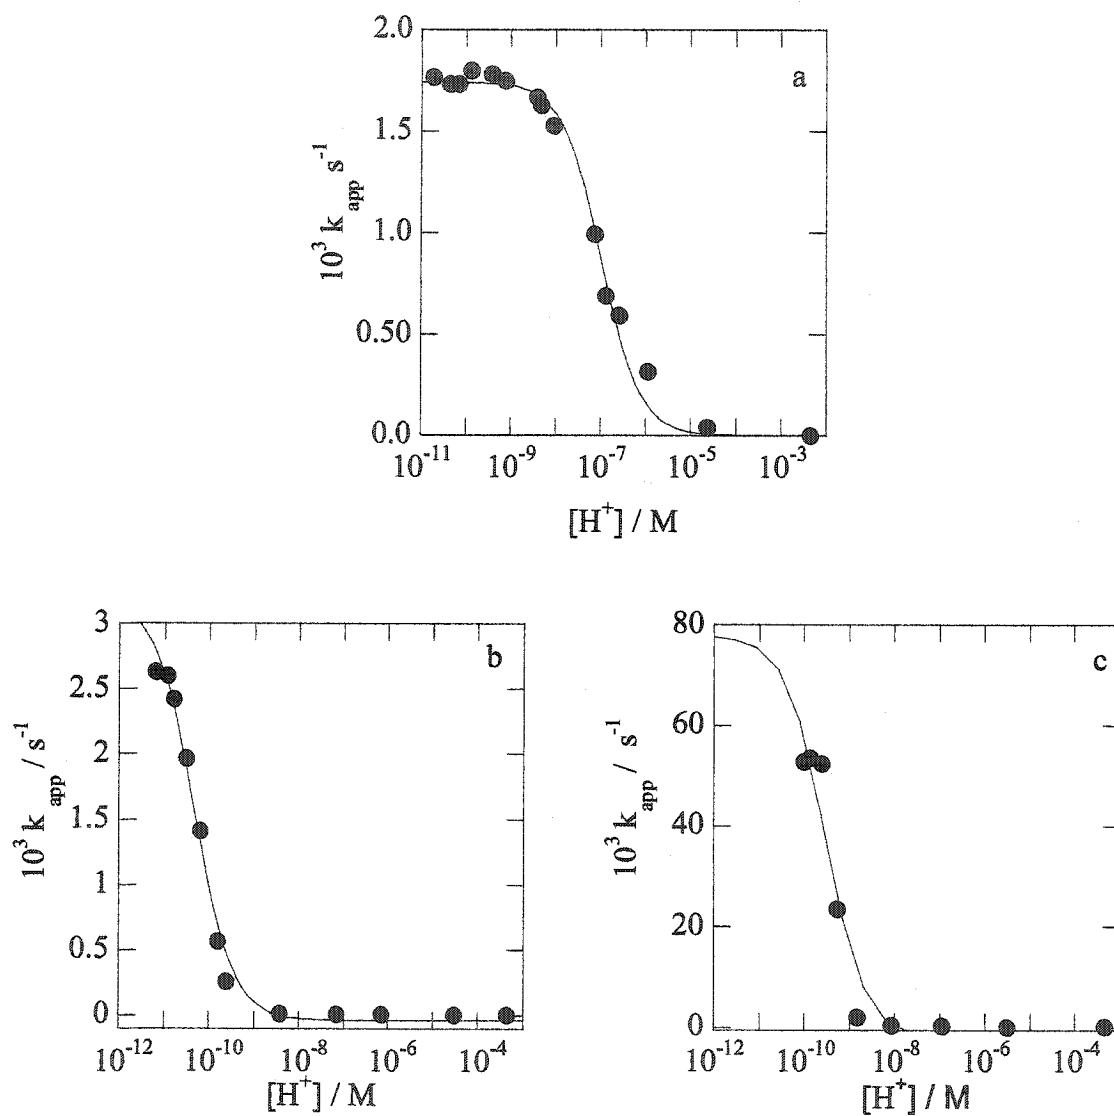 2.0
a
1.5
10³ k app s⁻¹
1.0
0.50
0.0
10⁻¹¹ 10⁻⁹ 10⁻⁷ 10⁻⁵ 10⁻³
[H⁺] / M
3
b
2.5
2
10³ k app / s⁻¹
1.5
1
0.5
0
10⁻¹² 10⁻¹⁰ 10⁻⁸ 10⁻⁶ 10⁻⁴
[H⁺] / M
80
c
60
10³ k app / s⁻¹
40
20
0
10⁻¹² 10⁻¹⁰ 10⁻⁸ 10⁻⁶ 10⁻⁴
[H⁺] / M